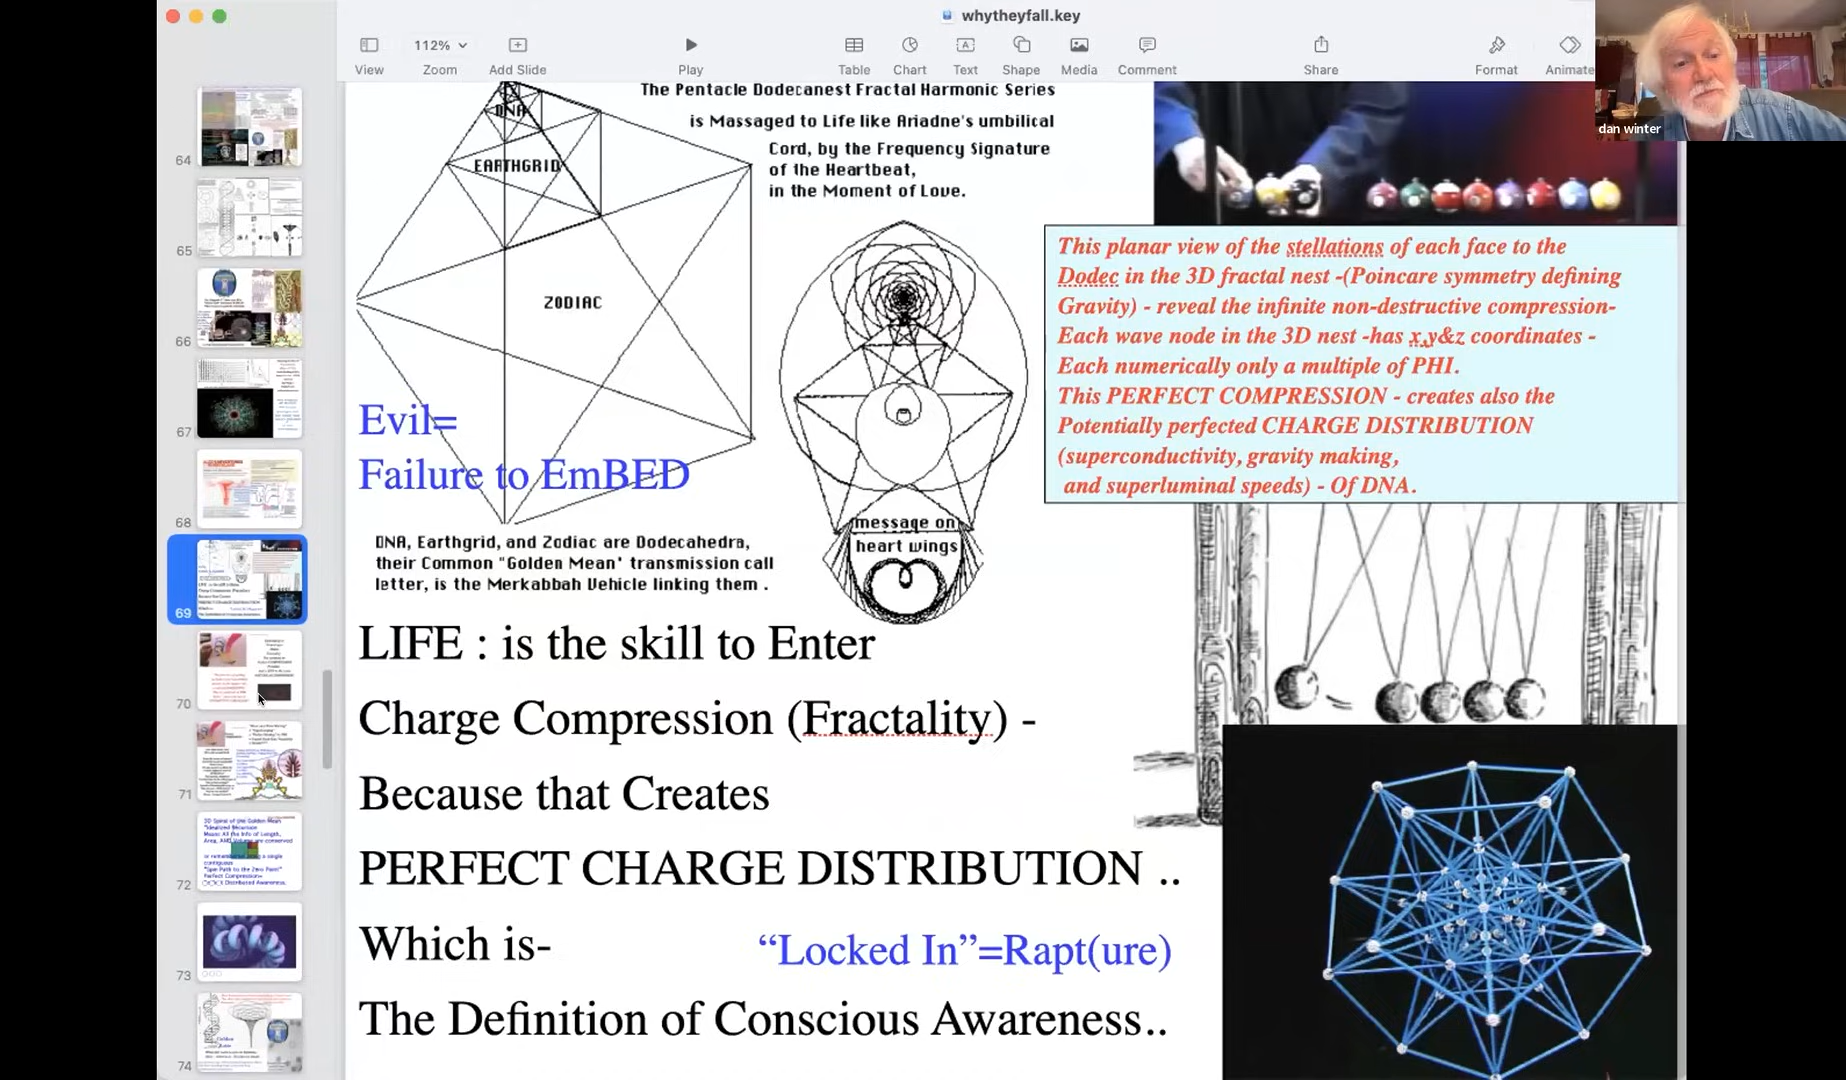 whytheyfall.key
112%
View
Zoom
Add Slide
Play
Table
Chart
Text
Shape
Media
Comment
Share
Format
Animate
dan winter
64
65
66
67
68
69
70
71
72
73
74
The Pentacle Dodecanest Fractal Harmonic Series
is Massaged to Life like Ariadne's umbilical
Cord, by the Frequency Signature
of the Heartbeat,
in the Moment of Love.
DNA
EARTHGRID
ZODIAC
Evil=
Failure to EmBED
DNA, Earthgrid, and Zodiac are Dodecahedra,
their Common "Golden Mean' transmission call
letter, is the Merkabbah Vehicle linking them .
message on
heart wings
This planar view of the stellations of each face to the
Dodec in the 3D fractal nest -(Poincare symmetry defining
Gravity) - reveal the infinite non-destructive compression-
Each wave node in the 3D nest -has x,y&z coordinates -
Each numerically only a multiple of PHI.
This PERFECT COMPRESSION - creates also the
Potentially perfected CHARGE DISTRIBUTION
(superconductivity, gravity making,
and superluminal speeds) - Of DNA.
LIFE : is the skill to Enter
Charge Compression (Fractality) -
Because that Creates
PERFECT CHARGE DISTRIBUTION ..
Which is-
“Locked In”=Rapt(ure)
The Definition of Conscious Awareness..